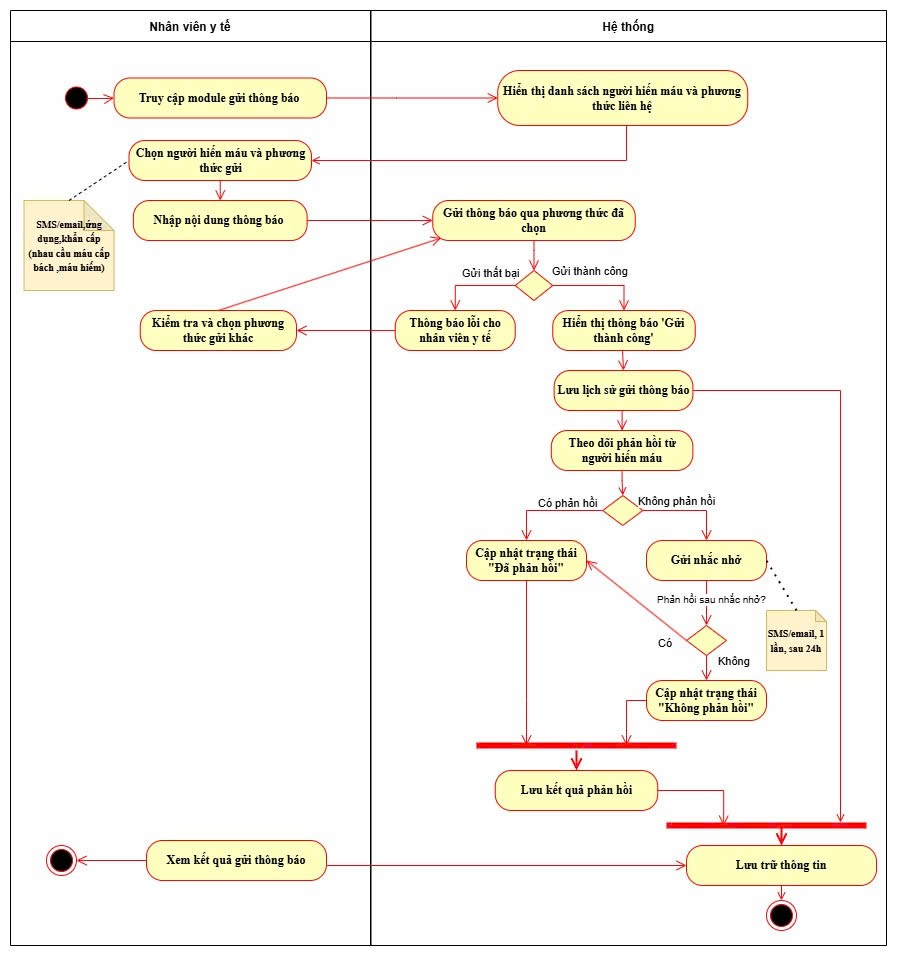 Nhân viên y tế
Hệ thống
Truy cập module gửi thông báo
Hiển thị danh sách người hiến máu và phương
thức liên hệ
Chọn người hiến máu và phương
thức gửi
SMS/email,ứng
dụng,khẩn cấp
(nhau cầu máu cấp
bách ,máu hiếm)
Nhập nội dung thông báo
Gửi thông báo qua phương thức đã
chọn
Gửi thất bại
Gửi thành công
Kiểm tra và chọn phương
thức gửi khác
Thông báo lỗi cho
nhân viên y tế
Hiển thị thông báo 'Gửi
thành công'
Lưu lịch sử gửi thông báo
Theo dõi phản hồi từ
người hiến máu
Có phản hồi
Không phản hồi
Cập nhật trạng thái
"Đã phản hồi"
Gửi nhắc nhở
Phản hồi sau nhắc nhở?
SMS/email, 1
lần, sau 24h
Có
Không
Cập nhật trạng thái
"Không phản hồi"
Lưu kết quả phản hồi
Xem kết quả gửi thông báo
Lưu trữ thông tin